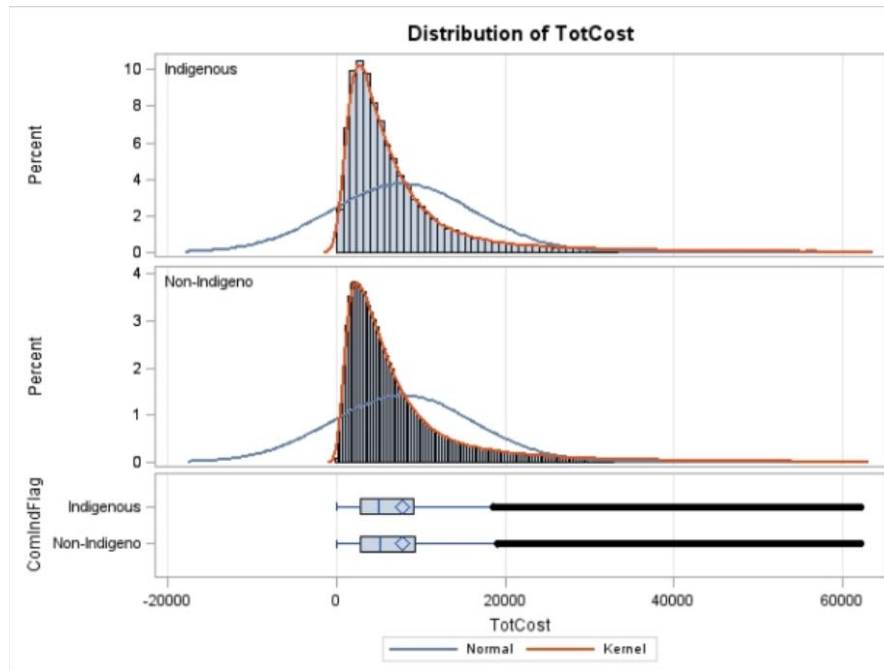 Distribution of TotCost
Indigenous
Percent
10
8
6
4
2
0
Non-Indigeno
Percent
4
3
2
1
0
ComIndFlag
Indigenous
Non-Indigeno
-20000 0 20000 40000 60000
TotCost
Normal Kernel